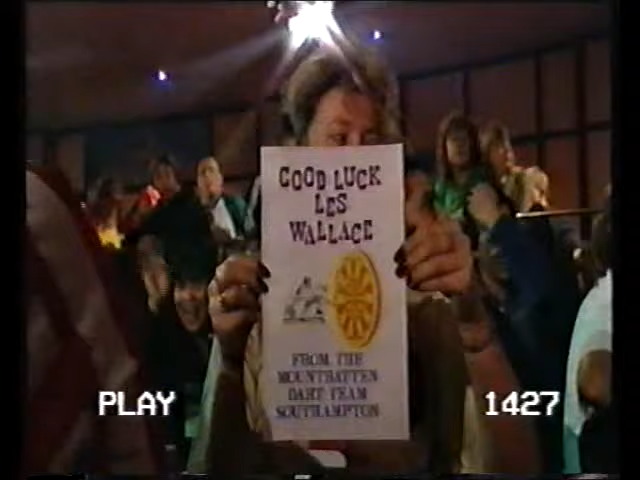 GOOD LUCK
LES
WALLACE
FROM THE
MOUNTBATTEN
DART TEAM
SOUTHAMPTON
PLAY 1427